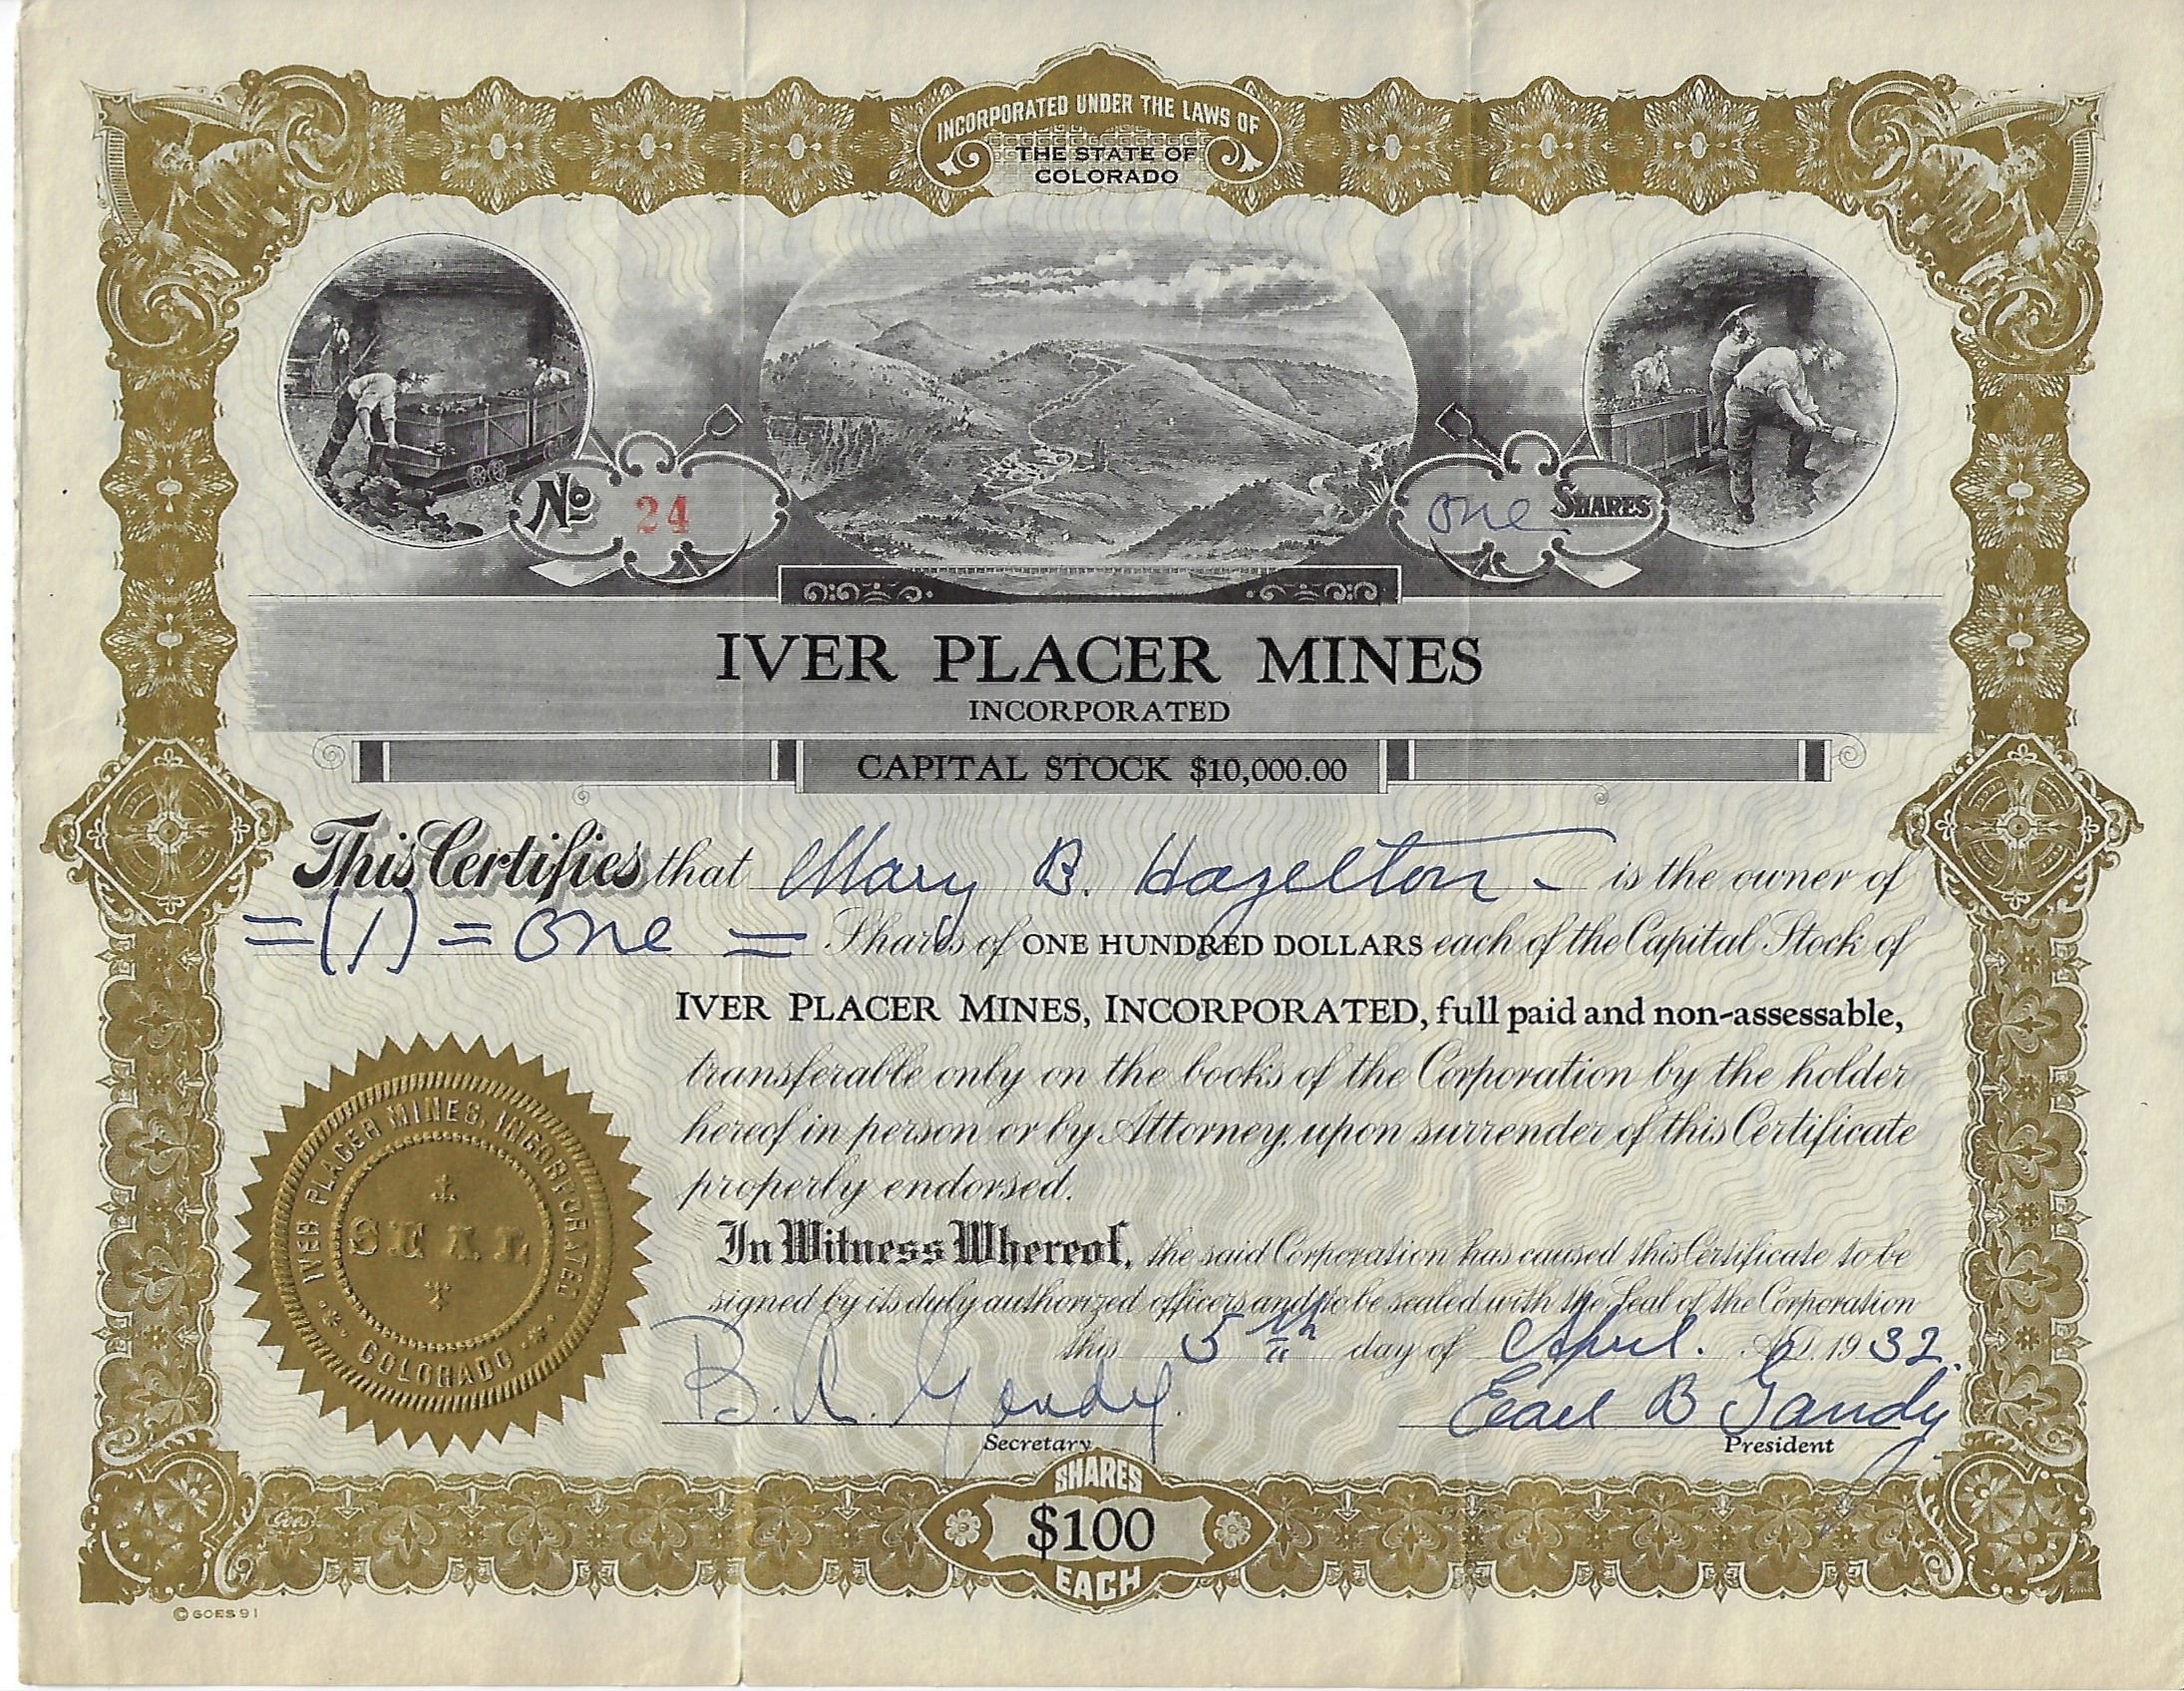 INCORPORATED UNDER THE LAWS OF
THE STATE OF
COLORADO
No 24
one SHARES
IVER PLACER MINES
INCORPORATED
CAPITAL STOCK $10,000.00
This Certifies that Mary B. Hazelton - is the owner of
=(1)= one = Shares of ONE HUNDRED DOLLARS each of the Capital Stock of
IVER PLACER MINES, INCORPORATED, full paid and non-assessable,
transferable only on the books of the Corporation by the holder
hereof in person or by Attorney, upon surrender of this Certificate
properly endorsed.
In Witness Whereof, the said Corporation has caused this Certificate to be
signed by its duly authorized officers and to be sealed with the Seal of the Corporation
this 5th day of April. A.D. 1932.
IVER PLACER MINES, INCORPORATED
SEAL
COLORADO
B. A. Gandy.
Secretary
Earl B Gandy
President
SHARES
$100
EACH
Goes
© GOES 91